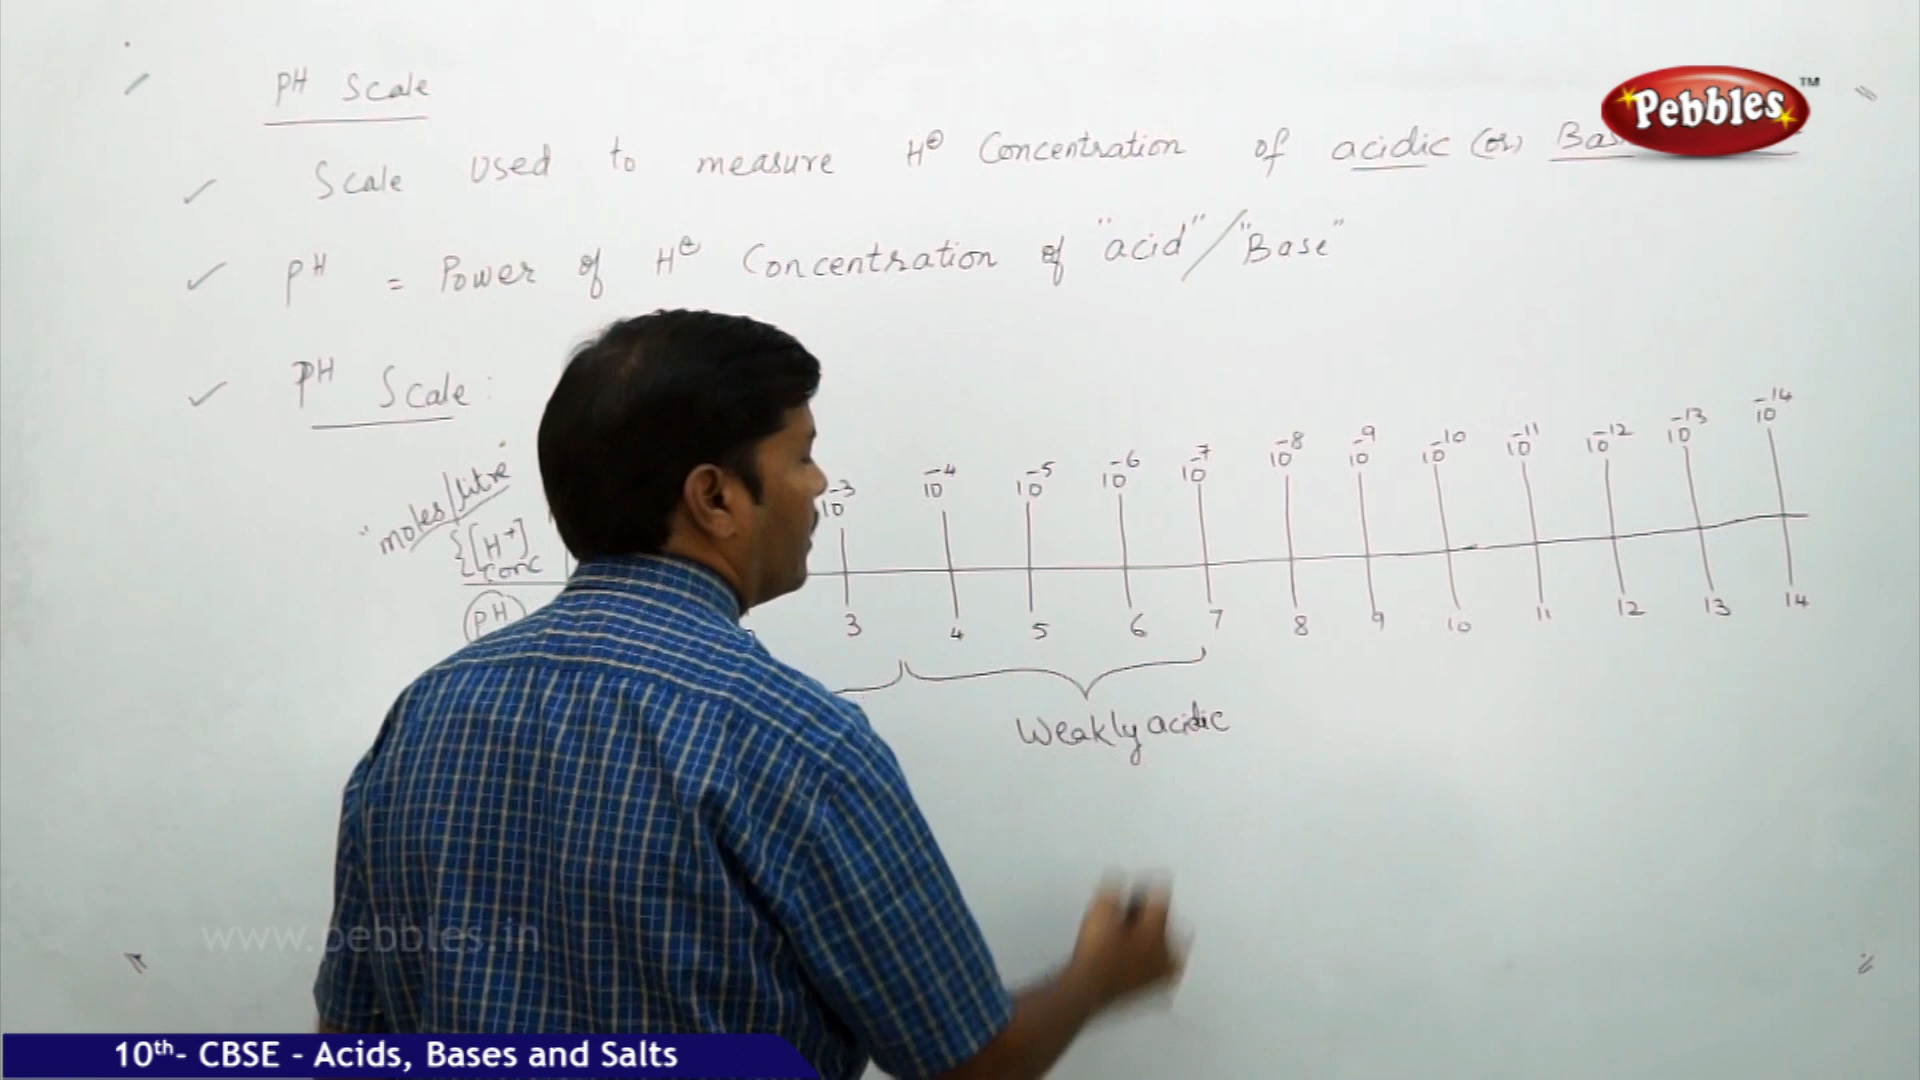 PH Scale
Pebbles™
Scale used to measure H⊕ Concentration of acidic (or)
PH = Power of H⊕ Concentration of "acid"/"Base"
PH Scale:
"moles/litre"
10-3 10-4 10-5 10-6 10-7 10-8 10-9 10-10 10-11 10-12 10-13 10-14
{[H+]
conc
PH
3 4 5 6 7 8 9 10 11 12 13 14
Weakly acidic
www.pebbles.in
10th- CBSE - Acids, Bases and Salts